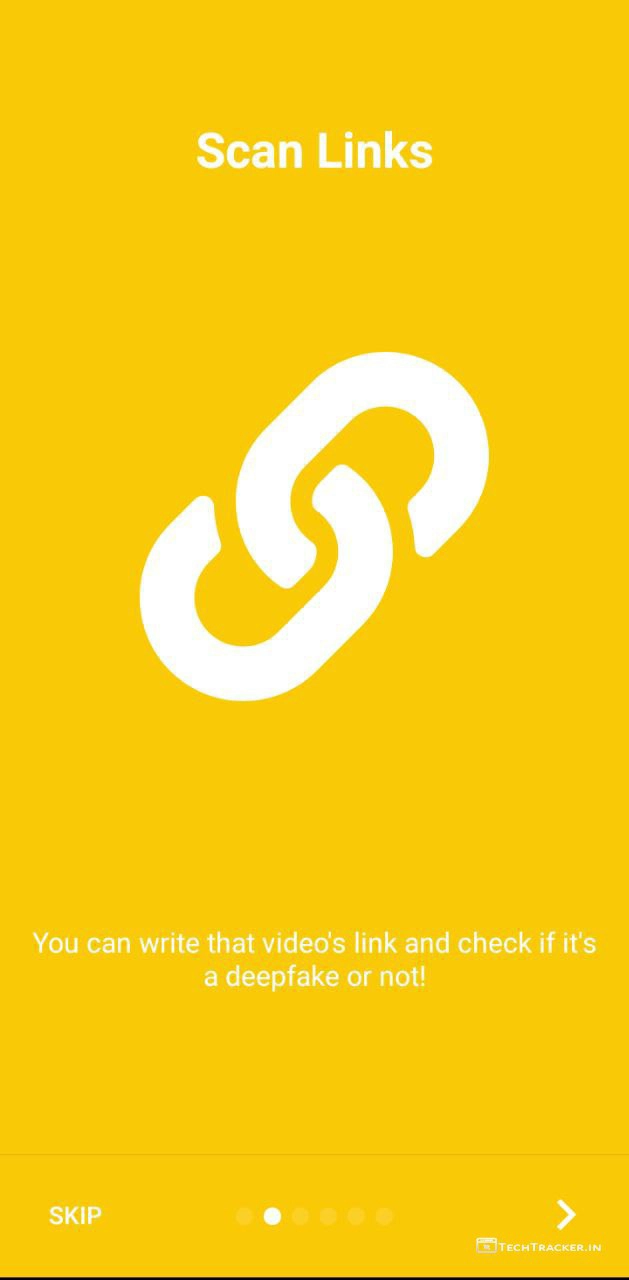 Scan Links
You can write that video's link and check if it's
a deepfake or not!
SKIP
TECHTRACKER.IN